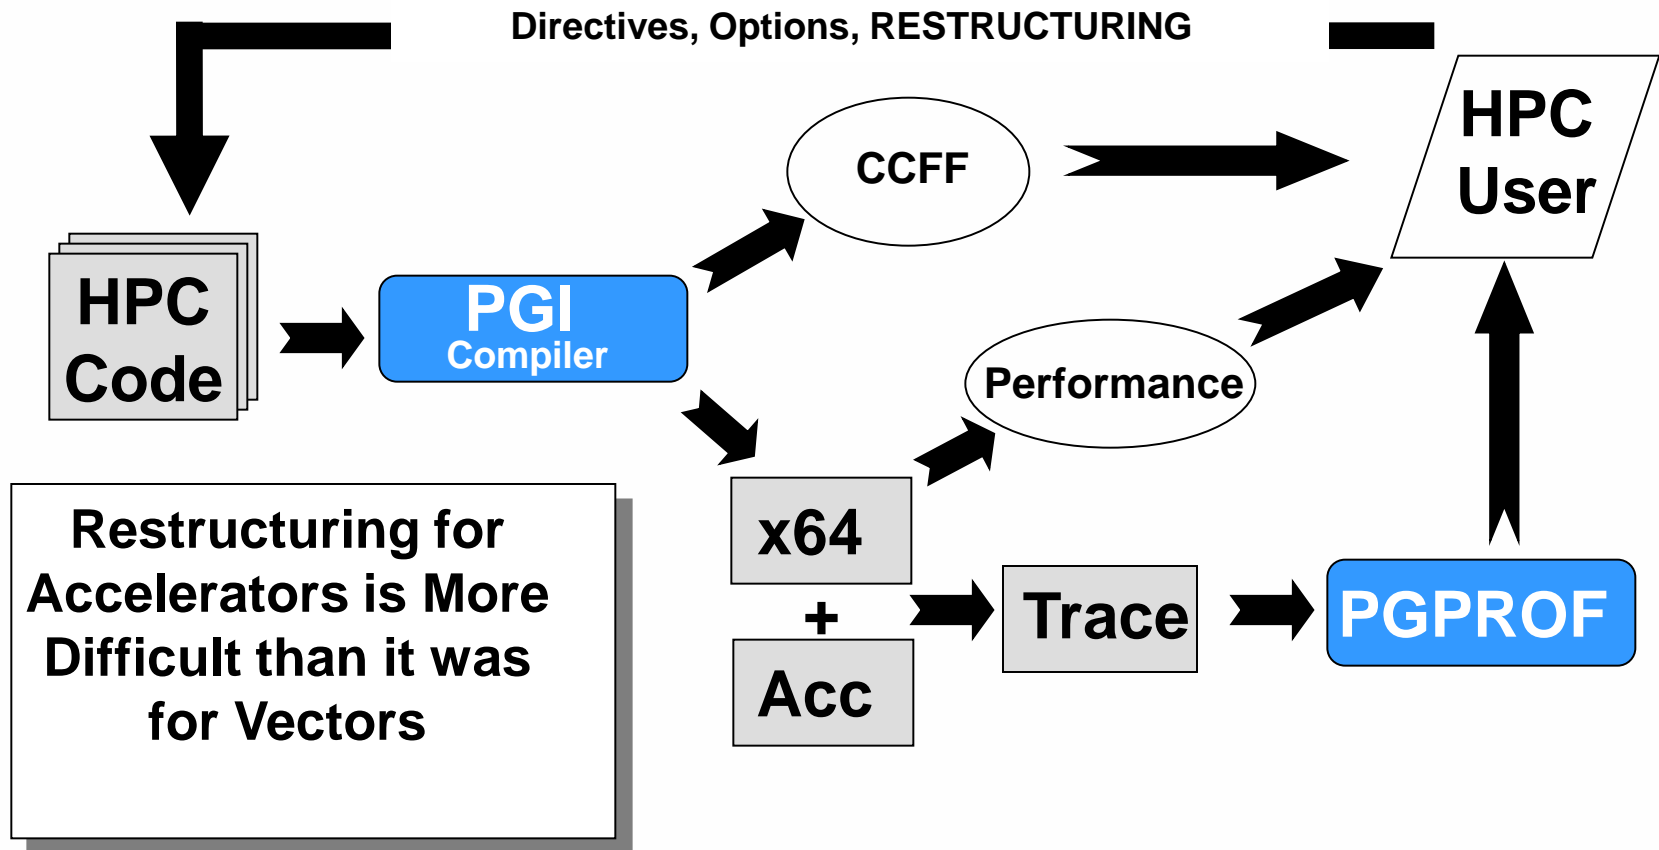 Directives, Options, RESTRUCTURING
HPC
User
CCFF
HPC
Code
PGI
Compiler
Performance
x64
+
Acc
Trace
PGPROF
Restructuring for
Accelerators is More
Difficult than it was
for Vectors